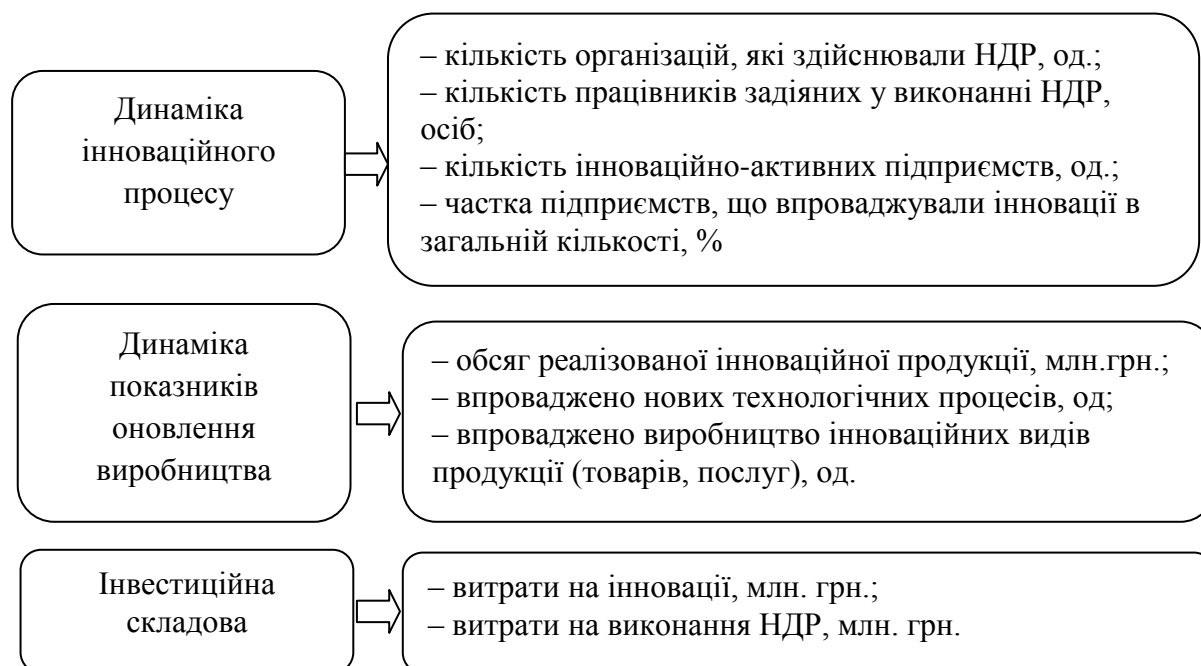 Динаміка
інноваційного
процесу
– кількість організацій, які здійснювали НДР, од.;
– кількість працівників задіяних у виконанні НДР,
осіб;
– кількість інноваційно-активних підприємств, од.;
– частка підприємств, що впроваджували інновації в
загальній кількості, %
Динаміка
показників
оновлення
виробництва
– обсяг реалізованої інноваційної продукції, млн.грн.;
– впроваджено нових технологічних процесів, од;
– впроваджено виробництво інноваційних видів
продукції (товарів, послуг), од.
Інвестиційна
складова
– витрати на інновації, млн. грн.;
– витрати на виконання НДР, млн. грн.